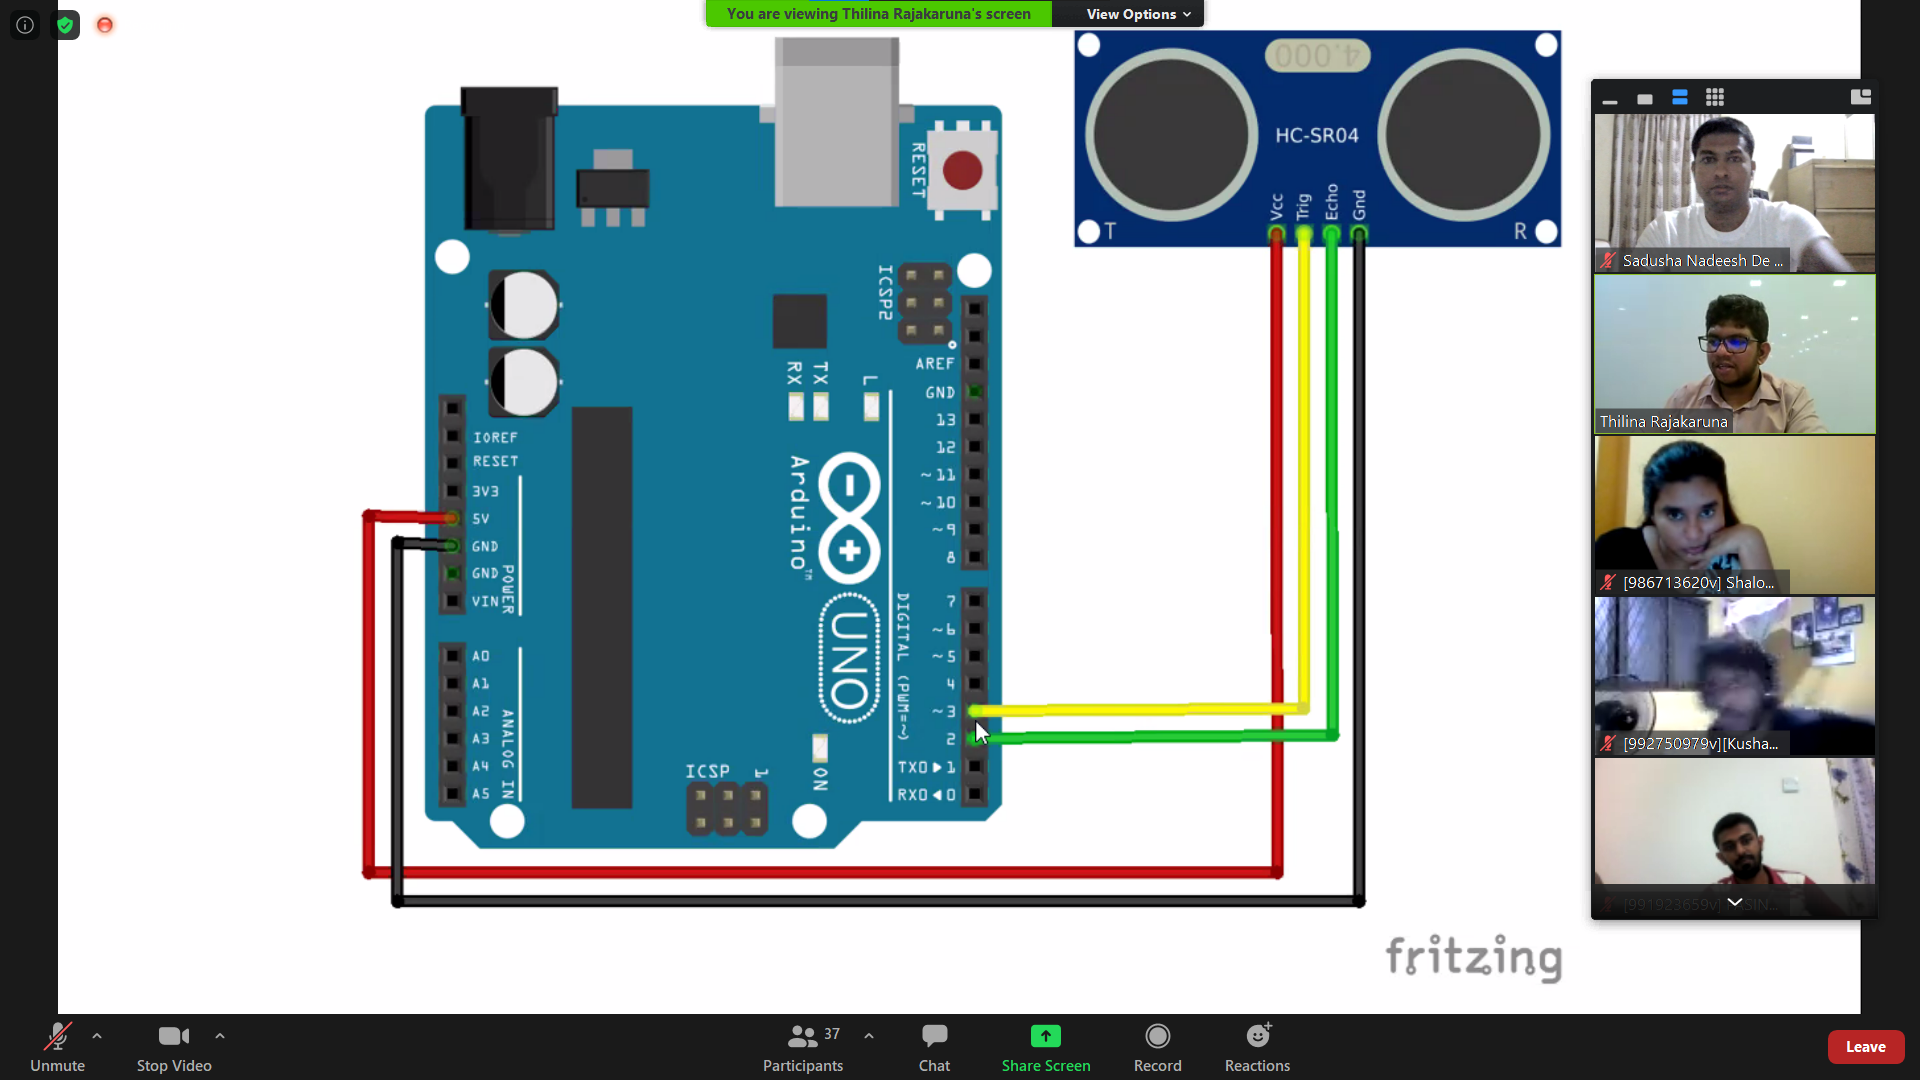 You are viewing Thilina Rajakaruna's screen
View Options
4.000
HC-SR04
Vcc
Trig
Echo
Gnd
T
R
RESET
ICSP2
AREF
GND
13
12
~11
~10
~9
8
7
~6
~5
4
~3
2
TX0▶1
RX0◀0
DIGITAL (PWM=~)
RX
TX
L
Arduino™
UNO
ON
ICSP
1
IOREF
RESET
3V3
5V
GND
GND
VIN
POWER
A0
A1
A2
A3
A4
A5
ANALOG IN
fritzing
Sadusha Nadeesh De ...
Thilina Rajakaruna
[986713620v] Shalo...
[992750979v][Kusha...
Unmute
Stop Video
37
Participants
Chat
Share Screen
Record
Reactions
Leave